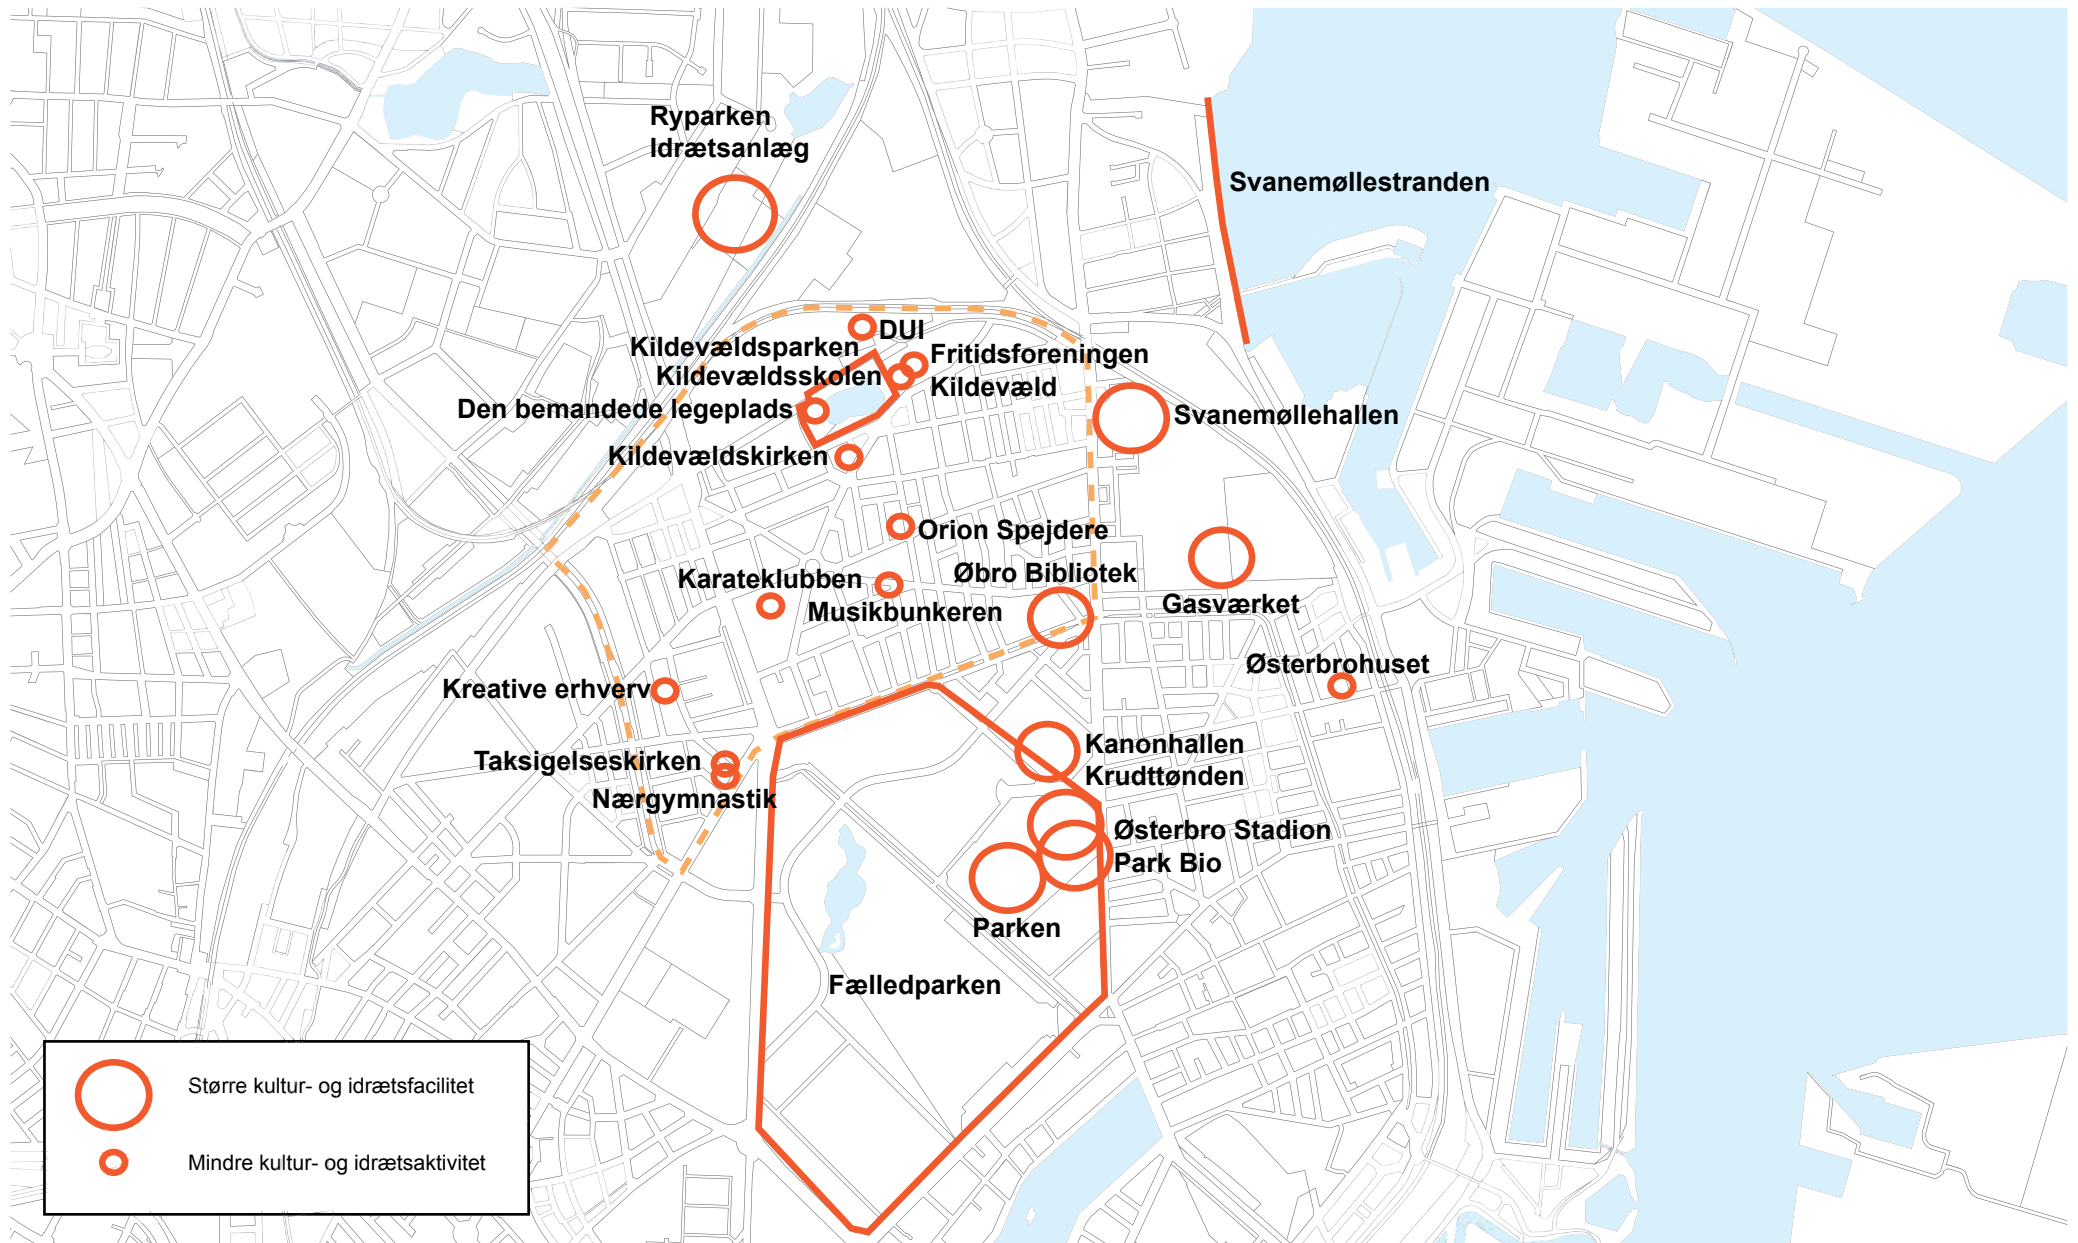 Ryparken
Idrætsanlæg
Svanemøllestranden
DUI
Kildevældsparken
Fritidsforeningen
Kildevæld
Kildevældsskolen
Den bemandede legeplads
Svanemøllehallen
Kildevældskirken
Orion Spejdere
Øbro Bibliotek
Karateklubben
Musikbunkeren
Gasværket
Østerbrohuset
Kreative erhverv
Kanonhallen
Krudttønden
Taksigelseskirken
Nærgymnastik
Østerbro Stadion
Park Bio
Parken
Fælledparken
Større kultur- og idrætsfacilitet
Mindre kultur- og idrætsaktivitet